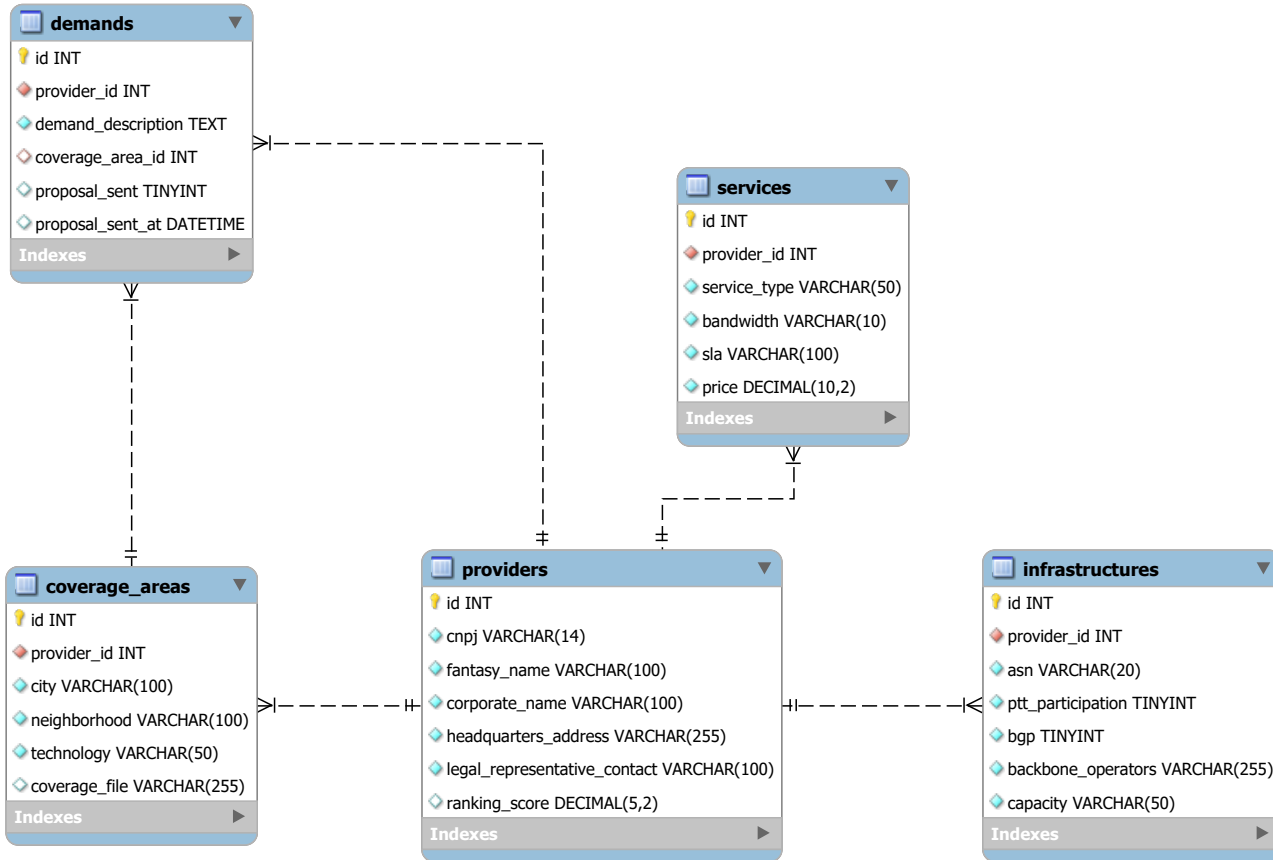 demands
id INT
provider_id INT
demand_description TEXT
coverage_area_id INT
proposal_sent TINYINT
proposal_sent_at DATETIME
Indexes
services
id INT
provider_id INT
service_type VARCHAR(50)
bandwidth VARCHAR(10)
sla VARCHAR(100)
price DECIMAL(10,2)
Indexes
coverage_areas
id INT
provider_id INT
city VARCHAR(100)
neighborhood VARCHAR(100)
technology VARCHAR(50)
coverage_file VARCHAR(255)
Indexes
providers
id INT
cnpj VARCHAR(14)
fantasy_name VARCHAR(100)
corporate_name VARCHAR(100)
headquarters_address VARCHAR(255)
legal_representative_contact VARCHAR(100)
ranking_score DECIMAL(5,2)
Indexes
infrastructures
id INT
provider_id INT
asn VARCHAR(20)
ptt_participation TINYINT
bgp TINYINT
backbone_operators VARCHAR(255)
capacity VARCHAR(50)
Indexes